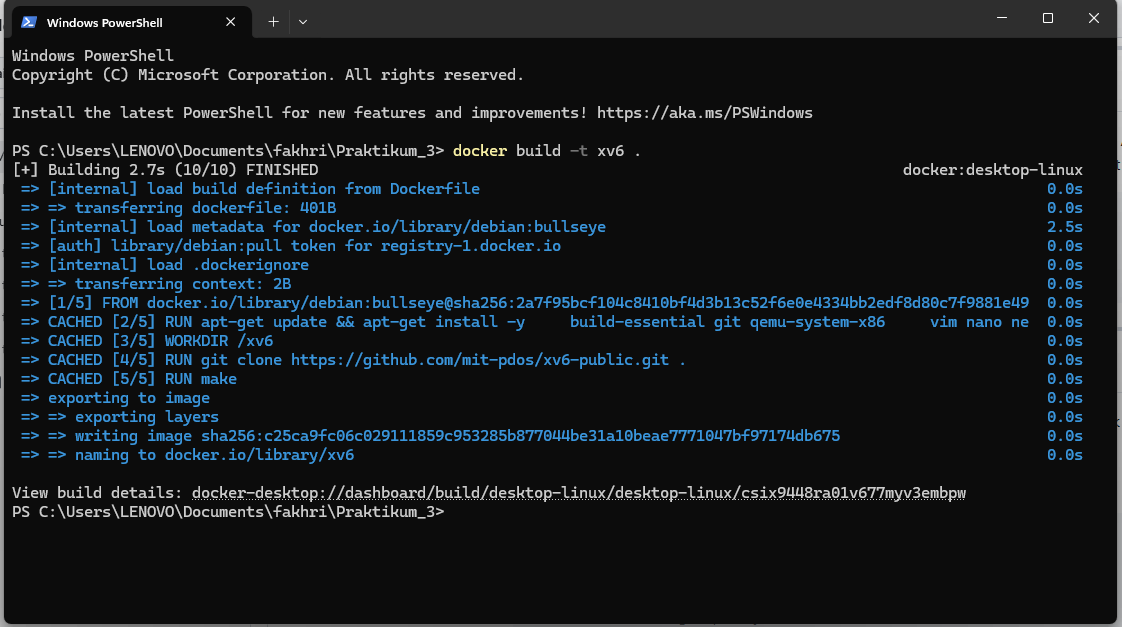 Windows PowerShell
Windows PowerShell
Copyright (C) Microsoft Corporation. All rights reserved.
Install the latest PowerShell for new features and improvements! https://aka.ms/PSWindows
PS C:\Users\LENOVO\Documents\fakhri\Praktikum_3> docker build -t xv6 .
[+] Building 2.7s (10/10) FINISHED docker:desktop-linux
=> [internal] load build definition from Dockerfile 0.0s
=> => transferring dockerfile: 401B 0.0s
=> [internal] load metadata for docker.io/library/debian:bullseye 2.5s
=> [auth] library/debian:pull token for registry-1.docker.io 0.0s
=> [internal] load .dockerignore 0.0s
=> => transferring context: 2B 0.0s
=> [1/5] FROM docker.io/library/debian:bullseye@sha256:2a7f95bcf104c8410bf4d3b13c52f6e0e4334bb2edf8d80c7f9881e49 0.0s
=> CACHED [2/5] RUN apt-get update && apt-get install -y     build-essential git qemu-system-x86     vim nano ne 0.0s
=> CACHED [3/5] WORKDIR /xv6 0.0s
=> CACHED [4/5] RUN git clone https://github.com/mit-pdos/xv6-public.git . 0.0s
=> CACHED [5/5] RUN make 0.0s
=> exporting to image 0.0s
=> => exporting layers 0.0s
=> => writing image sha256:c25ca9fc06c029111859c953285b877044be31a10beae7771047bf97174db675 0.0s
=> => naming to docker.io/library/xv6 0.0s
View build details: docker-desktop://dashboard/build/desktop-linux/desktop-linux/csix9448ra01v677myv3embpw
PS C:\Users\LENOVO\Documents\fakhri\Praktikum_3>